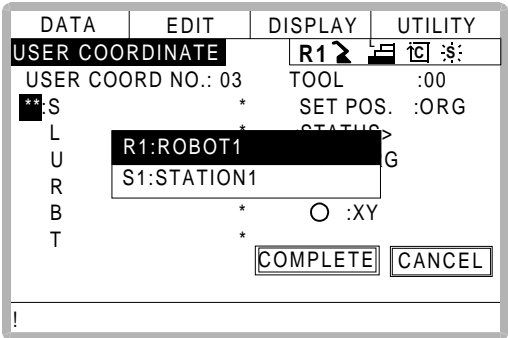 DATA EDIT DISPLAY UTILITY
USER COORDINATE R1 C S
USER COORD NO.: 03 TOOL :00
**:S * SET POS. :ORG
L * <STATUS>
R1:ROBOT1
U G
S1:STATION1
R
B * :XY
T *
COMPLETE CANCEL
!